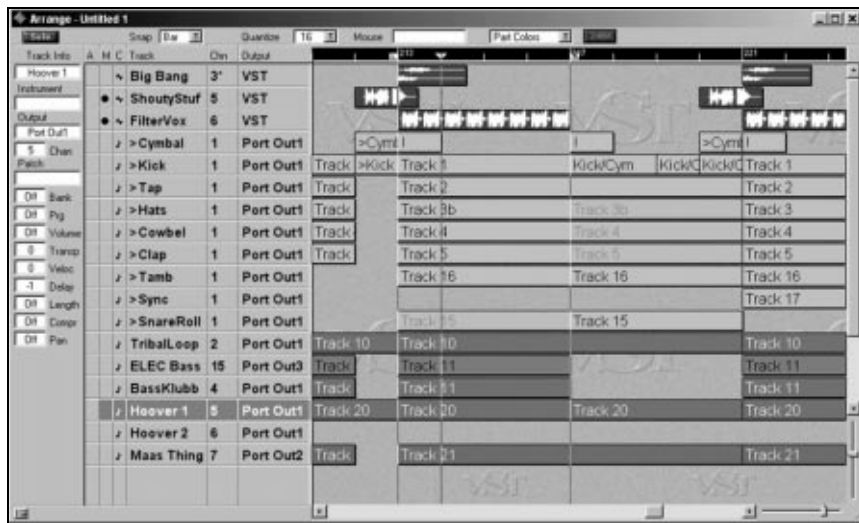 Arrange - Untitled 1
Solo Snap Bar Quantize 16 Mouse Part Colors
Track Info A M C Track Chn Output 213 221
Hoover 1 Big Bang 3* VST
Instrument ShoutyStuf 5 VST
Output FilterVox 6 VST
Port Out1
5 Chan >Cymbal 1 Port Out1 >Cyml >Cyml
Patch >Kick 1 Port Out1 Track >Kick Track 1 Kick/Cym Kick/C Kick/C Track 1
Off Bank >Tap 1 Port Out1 Track Track 2 Track 2
Off Prg >Hats 1 Port Out1 Track Track 3b Track 3b Track 3
Off Volume >Cowbel 1 Port Out1 Track Track 4 Track 4 Track 4
0 Transp >Clap 1 Port Out1 Track Track 5 Track 5 Track 5
0 Veloc >Tamb 1 Port Out1 Track 16 Track 16 Track 16
-1 Delay >Sync 1 Port Out1 Track 17
Off Length
Off Compr >SnareRoll 1 Port Out1 Track 15 Track 15
Off Pan TribalLoop 2 Port Out1 Track 10 Track 10 Track 10
ELEC Bass 15 Port Out3 Track Track 11 Track 11
BassKlubb 4 Port Out1 Track Track 11 Track 11
Hoover 1 5 Port Out1 Track 20 Track 20 Track 20 Track 20
Hoover 2 6 Port Out1
Maas Thing 7 Port Out2 Track Track 21 Track 21
VST VST